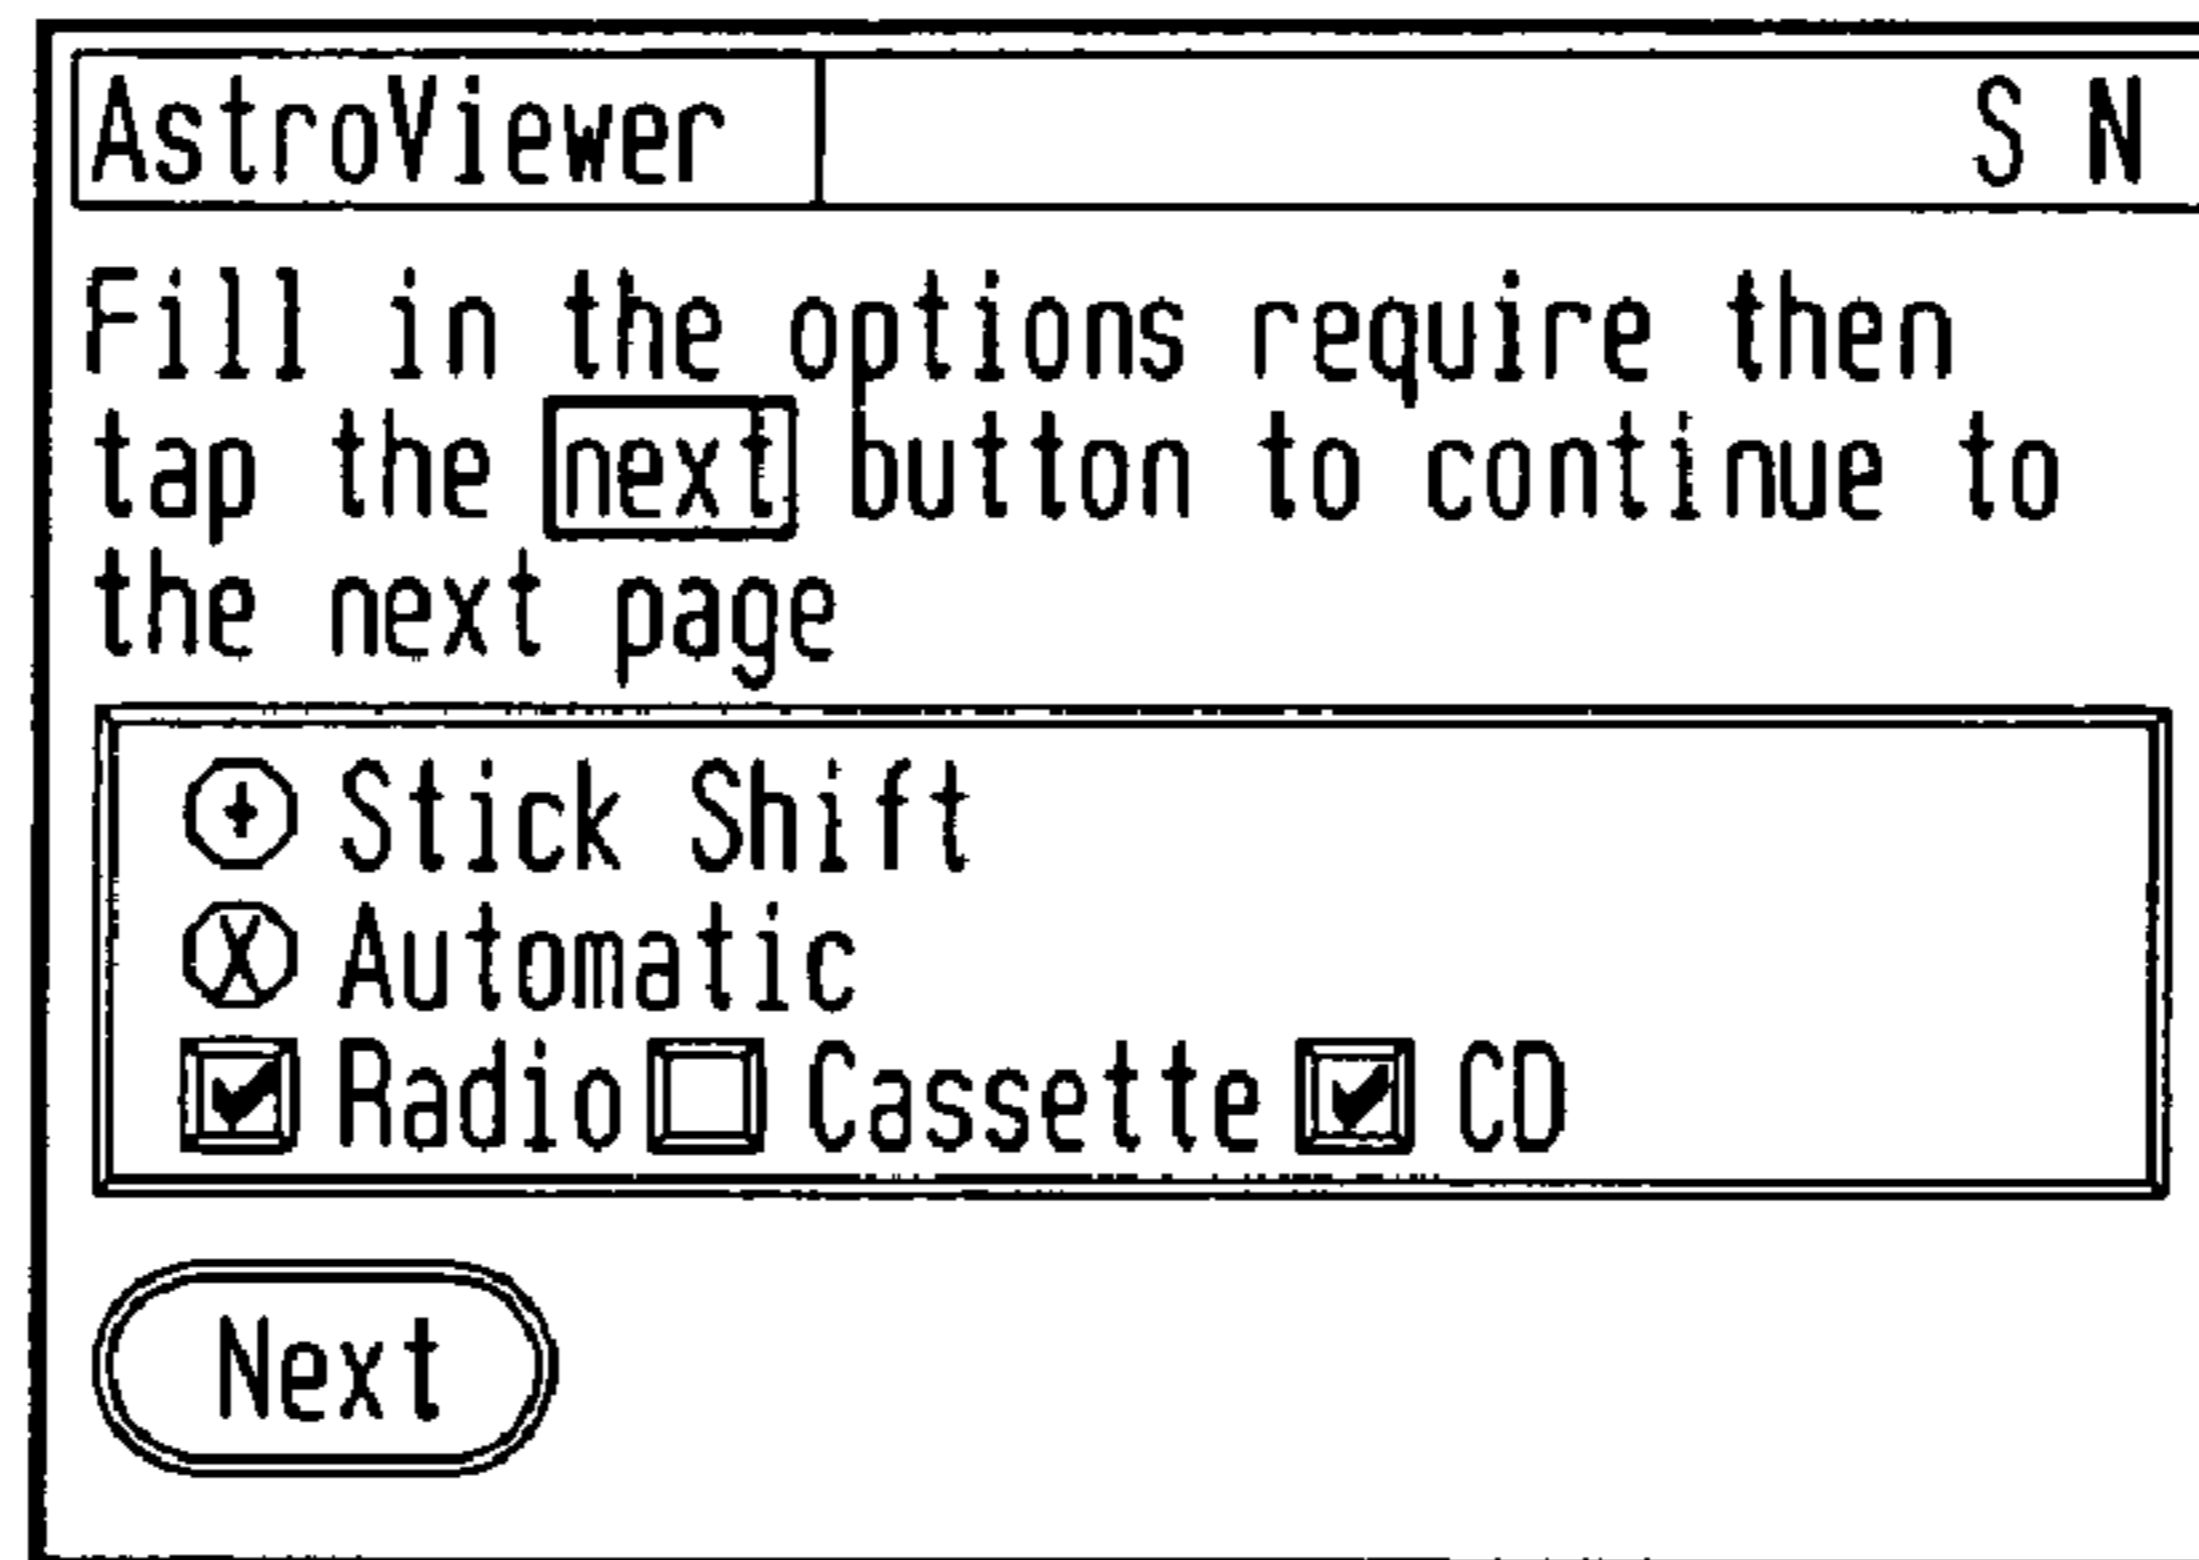 AstroViewer S N
Fill in the options require then
tap the next button to continue to
the next page
Stick Shift
Automatic
Radio Cassette CD
Next